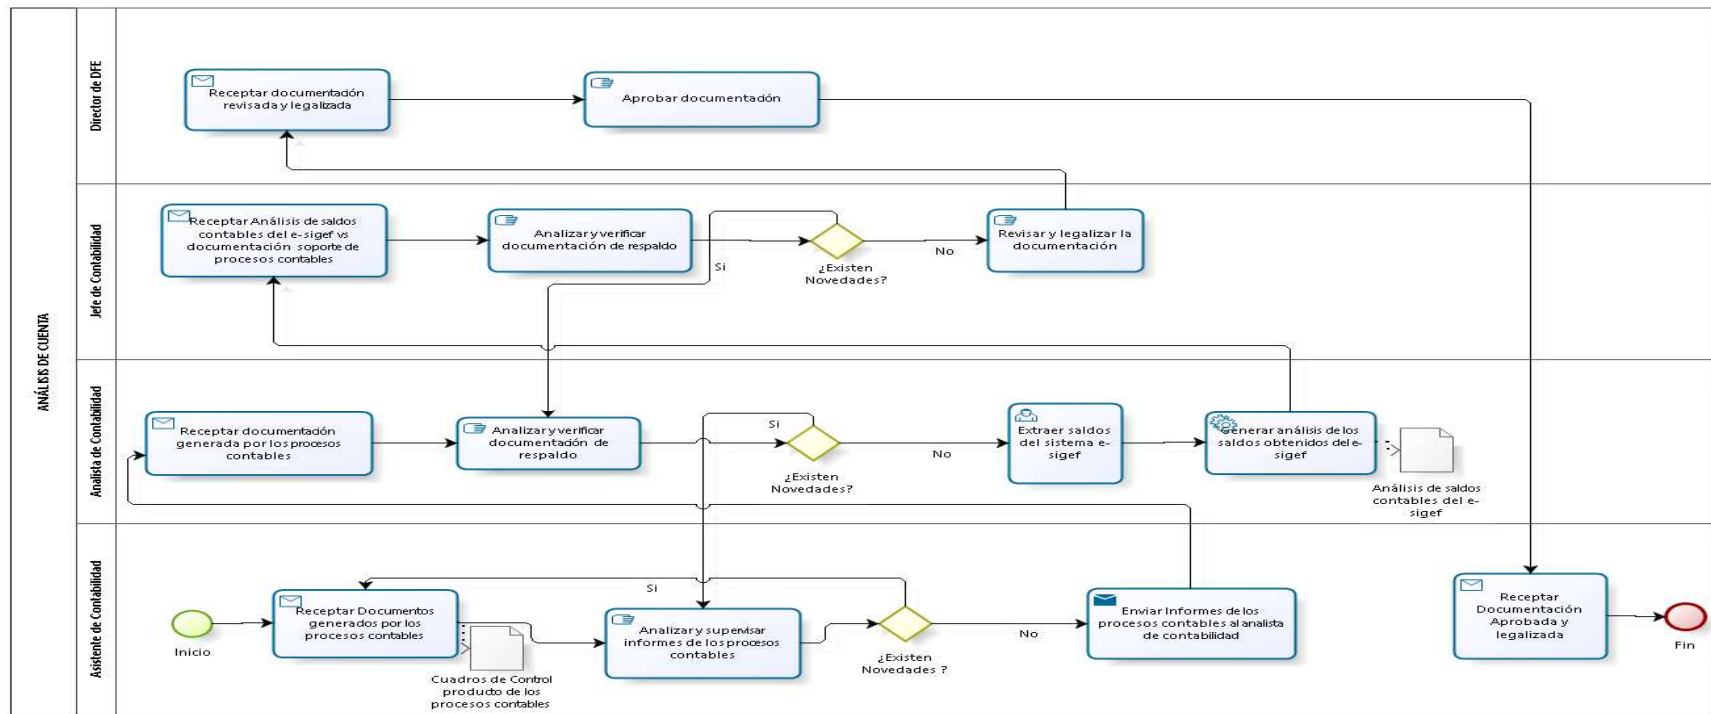 ANÁLISIS DE CUENTA
Director de DFE
Receptar documentación
revisada y legalizada
Aprobar documentación
Jefe de Contabilidad
Receptar Análisis de saldos
contables del e-sigef vs
documentación soporte de
procesos contables
Analizar y verificar
documentación de respaldo
Si
¿Existen
Novedades?
No
Revisar y legalizar la
documentación
Analista de Contabilidad
Receptar documentación
generada por los procesos
contables
Analizar y verificar
documentación de
respaldo
Si
¿Existen
Novedades?
No
Extraer saldos
del sistema e-
sigef
Generar análisis de los
saldos obtenidos del e-
sigef
Análisis de saldos
contables del e-
sigef
Asistente de Contabilidad
Inicio
Receptar Documentos
generados por los
procesos contables
Cuadros de Control
producto de los
procesos contables
Si
Analizar y supervisar
informes de los procesos
contables
¿Existen
Novedades ?
No
Enviar Informes de los
procesos contables al analista
de contabilidad
Receptar
Documentación
Aprobada y
legalizada
Fin